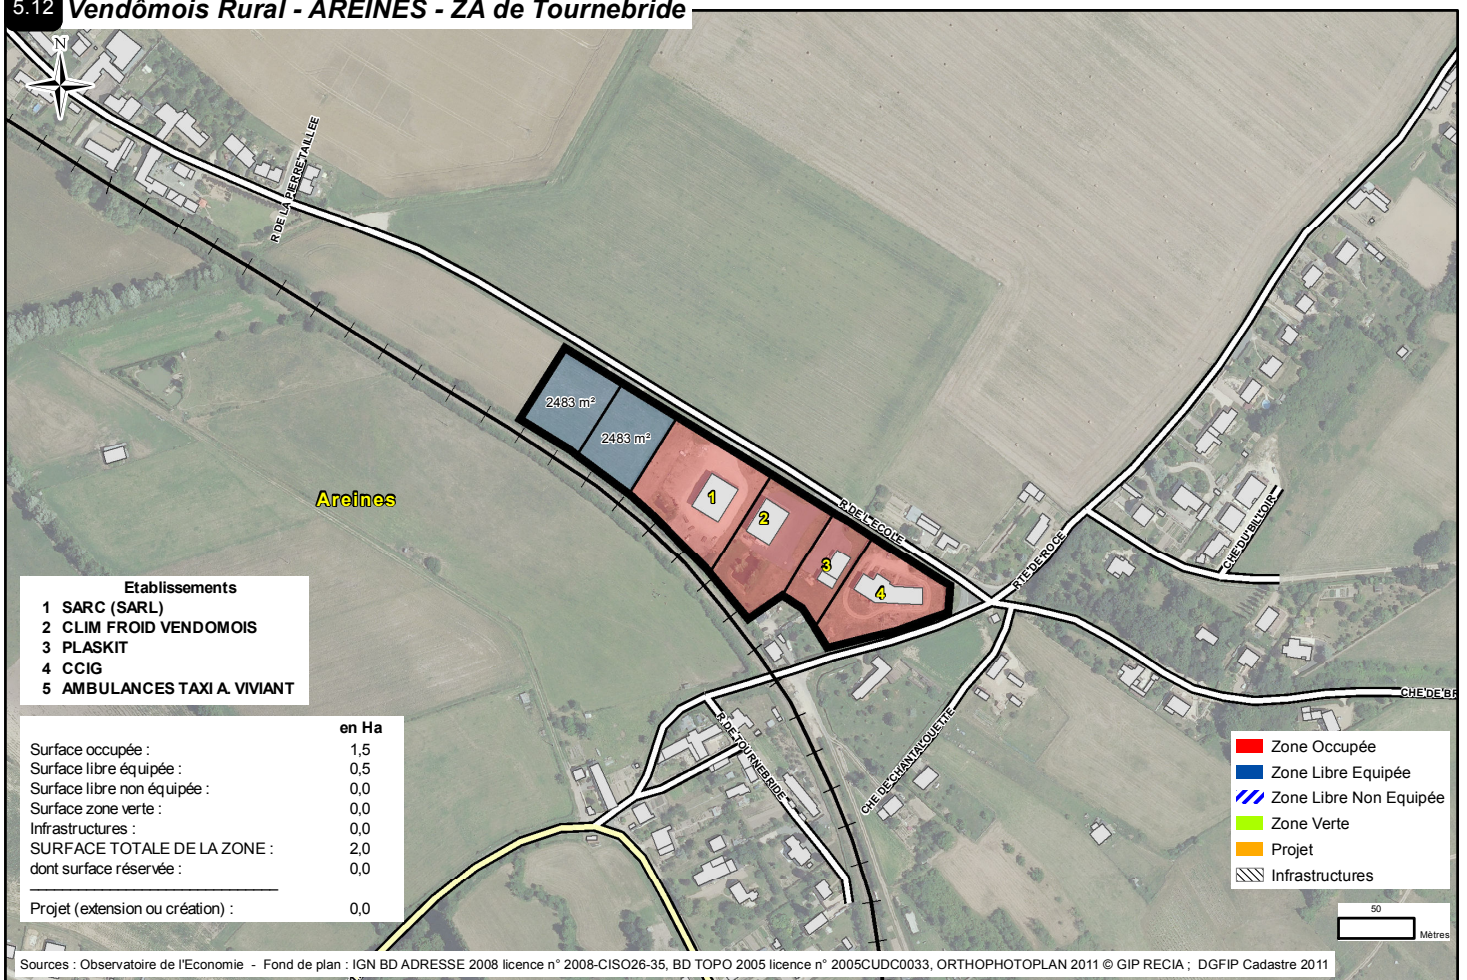 5.12 Vendômois Rural - AREINES - ZA de Tournebride
N
R DE LA PIERRE TAILLEE
2483 m²
2483 m²
Areines
1
2
3
4
R DE L'ECOLE
RTE DE ROCE
CHE DU BILLOIR
CHE DE BR
CHE DE CHANTALOUETTE
R DE TOURNEBRIDE
Etablissements
1 SARC (SARL)
2 CLIM FROID VENDOMOIS
3 PLASKIT
4 CCIG
5 AMBULANCES TAXI A. VIVIANT
en Ha
Surface occupée : 1,5
Surface libre équipée : 0,5
Surface libre non équipée : 0,0
Surface zone verte : 0,0
Infrastructures : 0,0
SURFACE TOTALE DE LA ZONE : 2,0
dont surface réservée : 0,0
Projet (extension ou création) : 0,0
Zone Occupée
Zone Libre Equipée
Zone Libre Non Equipée
Zone Verte
Projet
Infrastructures
50
Mètres
Sources : Observatoire de l'Economie - Fond de plan : IGN BD ADRESSE 2008 licence n° 2008-CISO26-35, BD TOPO 2005 licence n° 2005CUDC0033, ORTHOPHOTOPLAN 2011 © GIP RECIA ; DGFIP Cadastre 2011